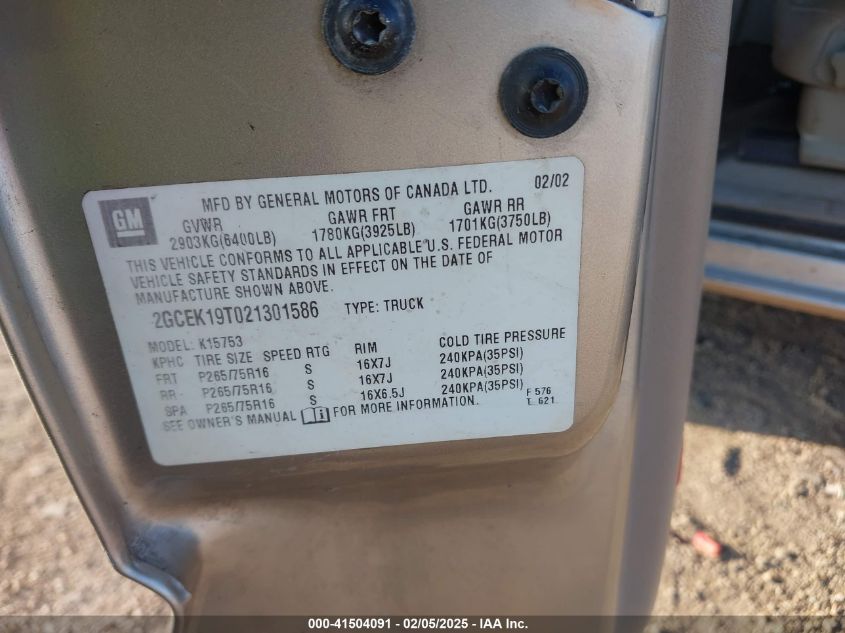 GM
MFD BY GENERAL MOTORS OF CANADA LTD. 02/02
GVWR GAWR FRT GAWR RR
2903KG(6400LB) 1780KG(3925LB) 1701KG(3750LB)
THIS VEHICLE CONFORMS TO ALL APPLICABLE U.S. FEDERAL MOTOR
VEHICLE SAFETY STANDARDS IN EFFECT ON THE DATE OF
MANUFACTURE SHOWN ABOVE.
2GCEK19T021301586 TYPE: TRUCK
MODEL: K15753
KPHC TIRE SIZE SPEED RTG RIM COLD TIRE PRESSURE
FRT P265/75R16 S 16X7J 240KPA(35PSI)
RR P265/75R16 S 16X7J 240KPA(35PSI)
SPA P265/75R16 S 16X6.5J 240KPA(35PSI)
SEE OWNER'S MANUAL FOR MORE INFORMATION.
F 576
T 621
000-41504091 - 02/05/2025 - IAA Inc.